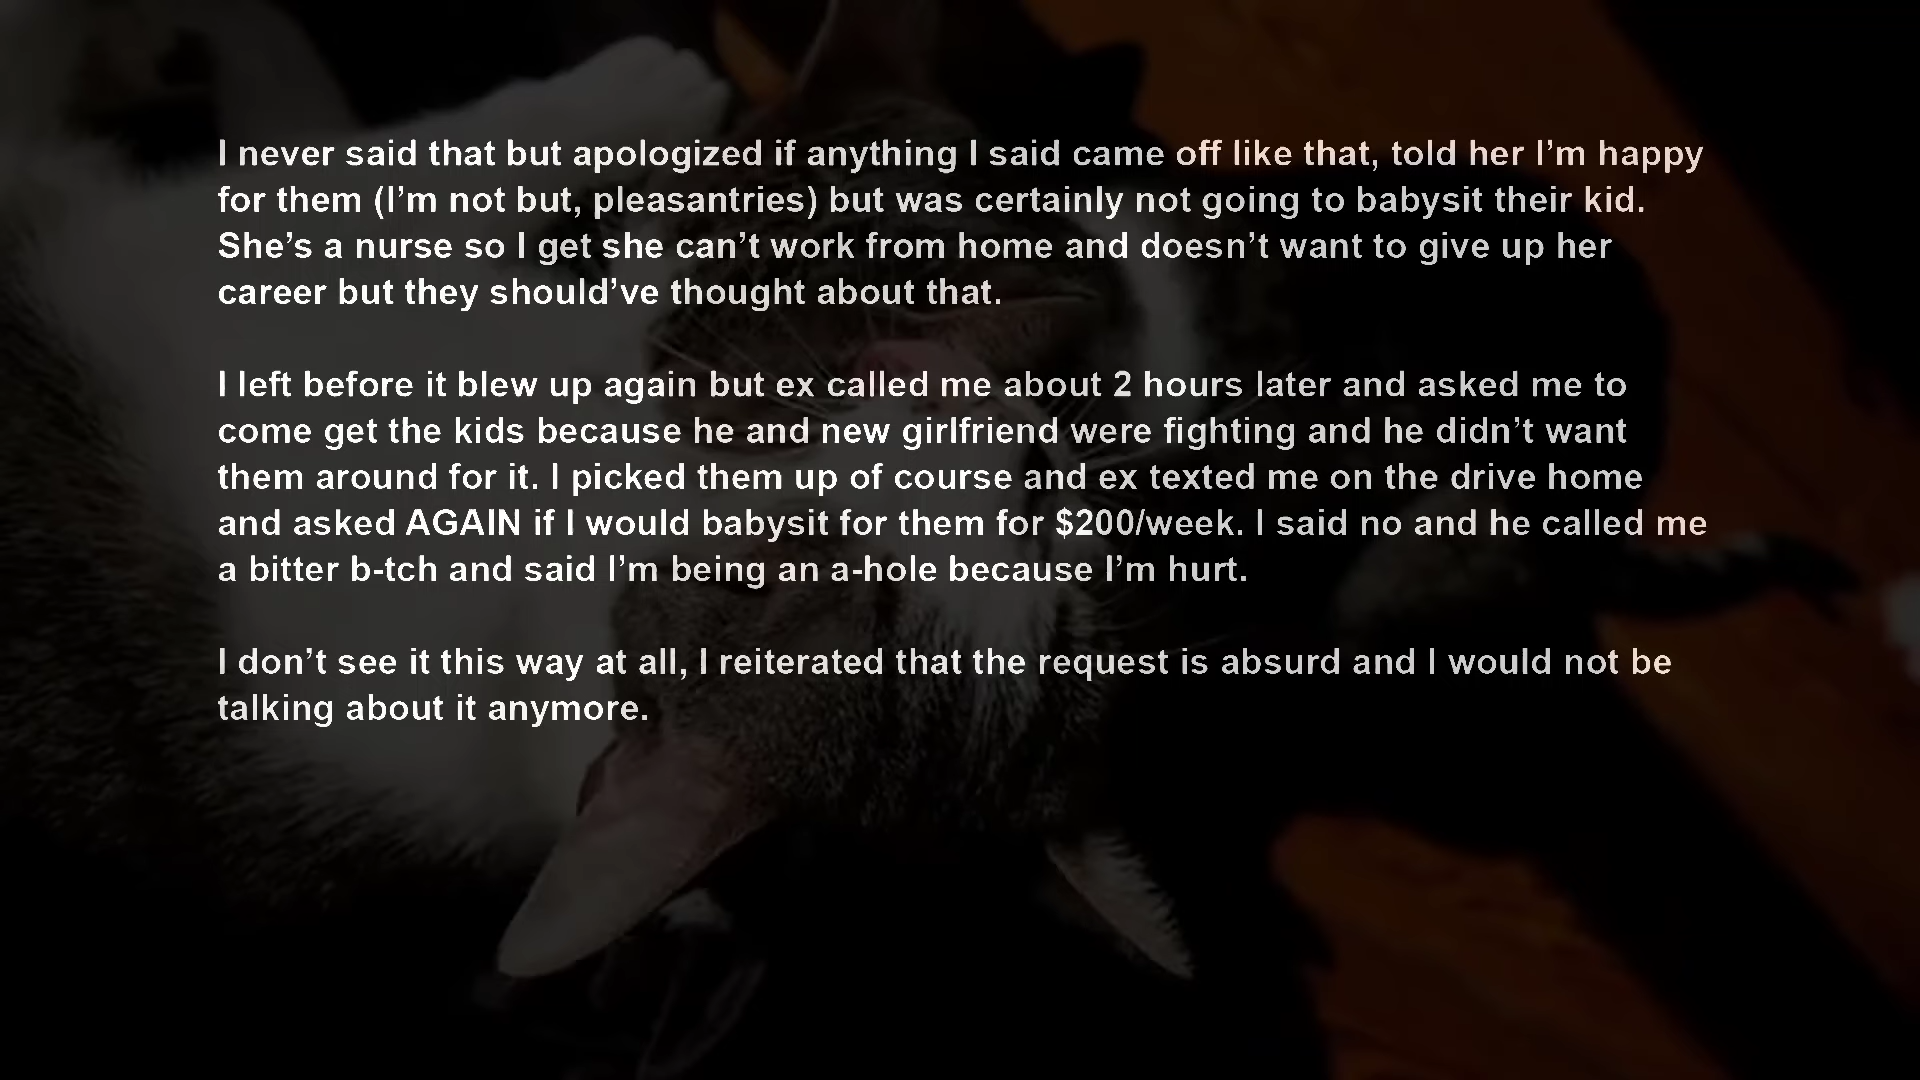 I never said that but apologized if anything I said came off like that, told her I’m happy
for them (I’m not but, pleasantries) but was certainly not going to babysit their kid.
She’s a nurse so I get she can’t work from home and doesn’t want to give up her
career but they should’ve thought about that.
I left before it blew up again but ex called me about 2 hours later and asked me to
come get the kids because he and new girlfriend were fighting and he didn’t want
them around for it. I picked them up of course and ex texted me on the drive home
and asked AGAIN if I would babysit for them for $200/week. I said no and he called me
a bitter b-tch and said I’m being an a-hole because I’m hurt.
I don’t see it this way at all, I reiterated that the request is absurd and I would not be
talking about it anymore.